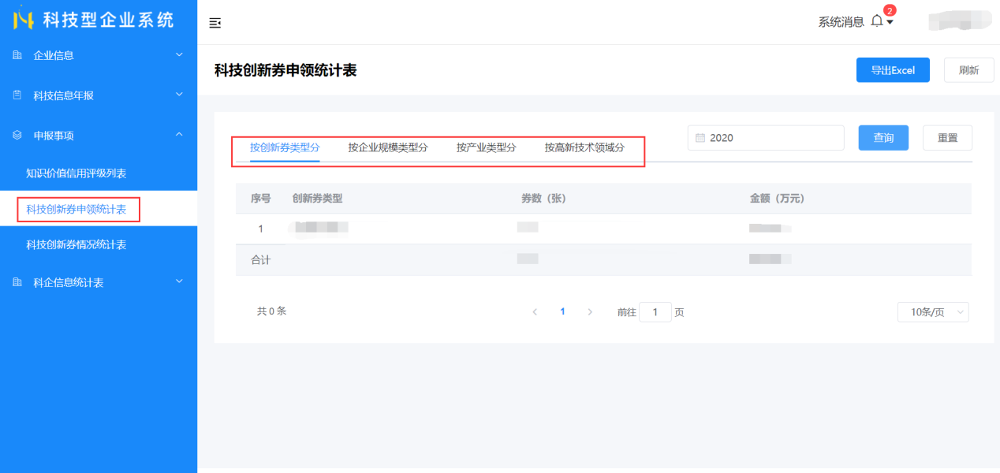 科技型企业系统
系统消息
2
企业信息
科技信息年报
申报事项
知识价值信用评级列表
科技创新券申领统计表
科技创新券情况统计表
科企信息统计表
科技创新券申领统计表
导出Excel
刷新
按创新券类型分 按企业规模类型分 按产业类型分 按高新技术领域分
2020
查询
重置
序号 创新券类型 券数（张） 金额（万元）
1
合计
共 0 条
1
前往 1 页
10条/页